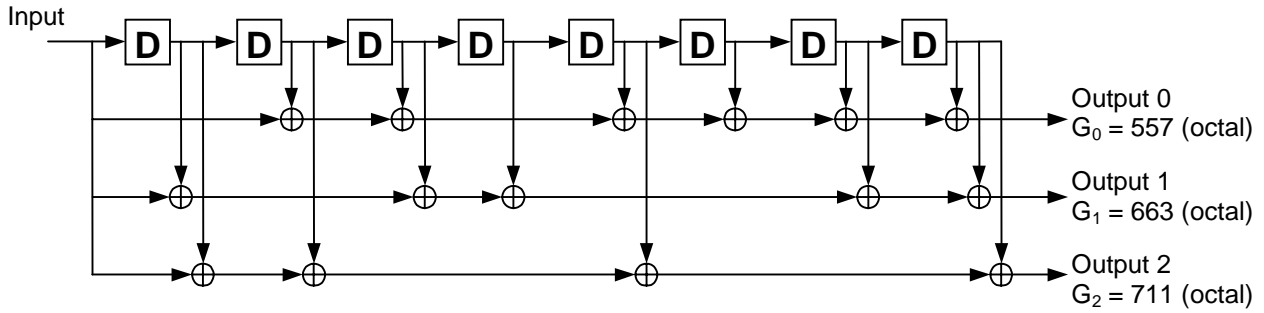 Input
D D D D D D D D
Output 0
G₀ = 557 (octal)
Output 1
G₁ = 663 (octal)
Output 2
G₂ = 711 (octal)